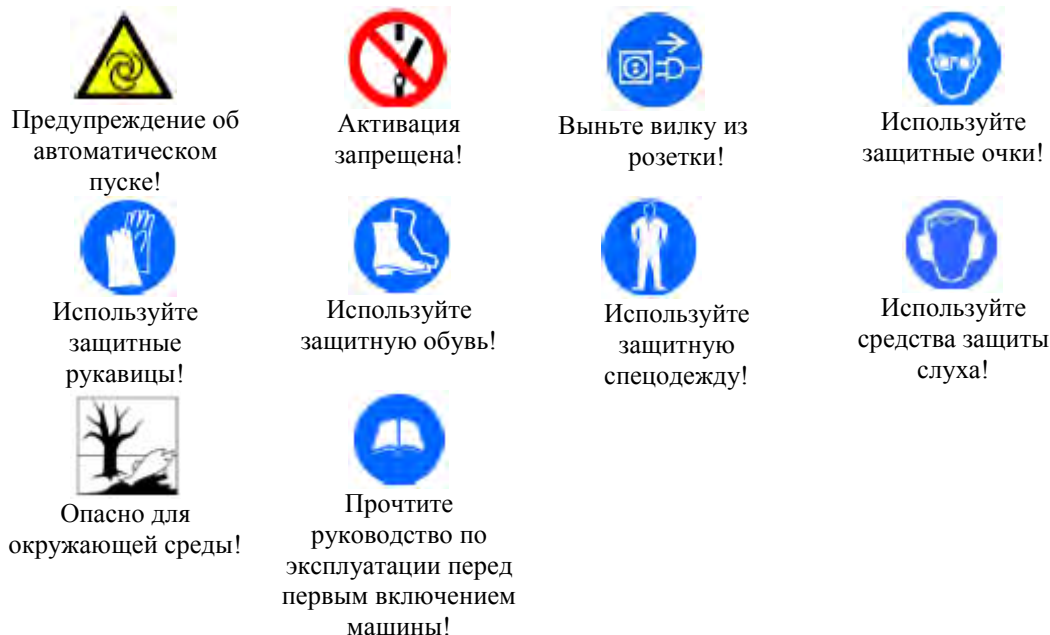 Предупреждение об
автоматическом
пуске!
Активация
запрещена!
Выньте вилку из
розетки!
Используйте
защитные очки!
Используйте
защитные
рукавицы!
Используйте
защитную обувь!
Используйте
защитную
спецодежду!
Используйте
средства защиты
слуха!
Опасно для
окружающей среды!
Прочтите
руководство по
эксплуатации перед
первым включением
машины!